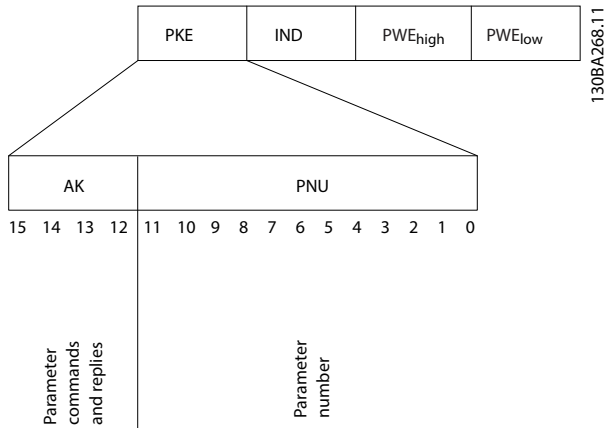 PKE IND PWEhigh PWElow
130BA268.11
AK PNU
15 14 13 12 11 10 9 8 7 6 5 4 3 2 1 0
Parameter
commands
and replies
Parameter
number